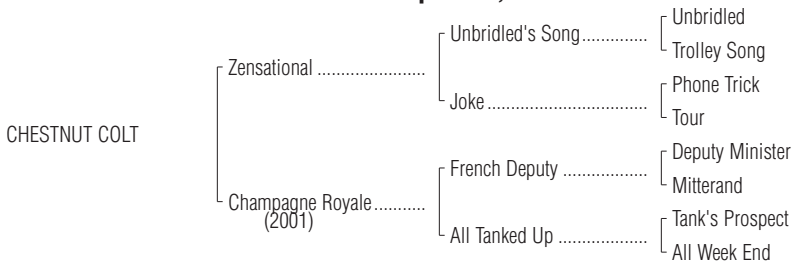 Unbridled
Unbridled's Song..............
Trolley Song
Zensational .......................
Phone Trick
Joke..................................
Tour
CHESTNUT COLT
Deputy Minister
French Deputy ..................
Mitterand
Champagne Royale...........
(2001)
Tank's Prospect
All Tanked Up ...................
All Week End